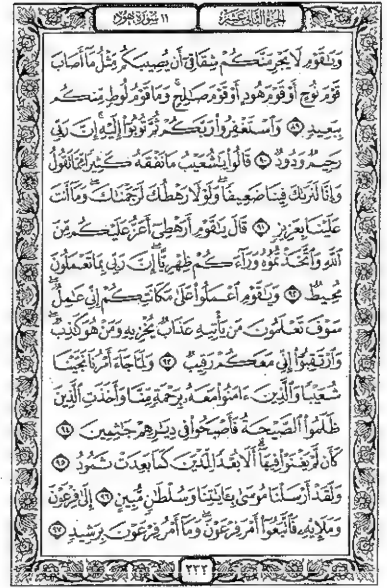 الجزء الثاني عشر
١١ سورة هود
وَيَٰقَوْمِ لَا يَجْرِمَنَّكُمْ شِقَاقِىٓ أَن يُصِيبَكُم مِّثْلُ مَآ أَصَابَ
قَوْمَ نُوحٍ أَوْ قَوْمَ هُودٍ أَوْ قَوْمَ صَٰلِحٍ وَمَا قَوْمُ لُوطٍ مِّنكُم
بِبَعِيدٍ ۝٨٩ وَٱسْتَغْفِرُوا۟ رَبَّكُمْ ثُمَّ تُوبُوٓا۟ إِلَيْهِ إِنَّ رَبِّى
رَحِيمٌ وَدُودٌ ۝٩٠ قَالُوا۟ يَٰشُعَيْبُ مَا نَفْقَهُ كَثِيرًا مِّمَّا تَقُولُ
وَإِنَّا لَنَرَىٰكَ فِينَا ضَعِيفًا وَلَوْلَا رَهْطُكَ لَرَجَمْنَٰكَ وَمَآ أَنتَ
عَلَيْنَا بِعَزِيزٍ ۝٩١ قَالَ يَٰقَوْمِ أَرَهْطِىٓ أَعَزُّ عَلَيْكُم مِّنَ
ٱللَّهِ وَٱتَّخَذْتُمُوهُ وَرَآءَكُمْ ظِهْرِيًّا إِنَّ رَبِّى بِمَا تَعْمَلُونَ
مُحِيطٌ ۝٩٢ وَيَٰقَوْمِ ٱعْمَلُوا۟ عَلَىٰ مَكَانَتِكُمْ إِنِّى عَٰمِلٌ
سَوْفَ تَعْلَمُونَ مَن يَأْتِيهِ عَذَابٌ يُخْزِيهِ وَمَنْ هُوَ كَٰذِبٌ
وَٱرْتَقِبُوٓا۟ إِنِّى مَعَكُمْ رَقِيبٌ ۝٩٣ وَلَمَّا جَآءَ أَمْرُنَا نَجَّيْنَا
شُعَيْبًا وَٱلَّذِينَ ءَامَنُوا۟ مَعَهُۥ بِرَحْمَةٍ مِّنَّا وَأَخَذَتِ ٱلَّذِينَ
ظَلَمُوا۟ ٱلصَّيْحَةُ فَأَصْبَحُوا۟ فِى دِيَٰرِهِمْ جَٰثِمِينَ ۝٩٤
كَأَن لَّمْ يَغْنَوْا۟ فِيهَآ أَلَا بُعْدًا لِّمَدْيَنَ كَمَا بَعِدَتْ ثَمُودُ ۝٩٥
وَلَقَدْ أَرْسَلْنَا مُوسَىٰ بِـَٔايَٰتِنَا وَسُلْطَٰنٍ مُّبِينٍ ۝٩٦ إِلَىٰ فِرْعَوْنَ
وَمَلَإِي۟هِۦ فَٱتَّبَعُوٓا۟ أَمْرَ فِرْعَوْنَ وَمَآ أَمْرُ فِرْعَوْنَ بِرَشِيدٍ ۝٩٧
٢٣٢